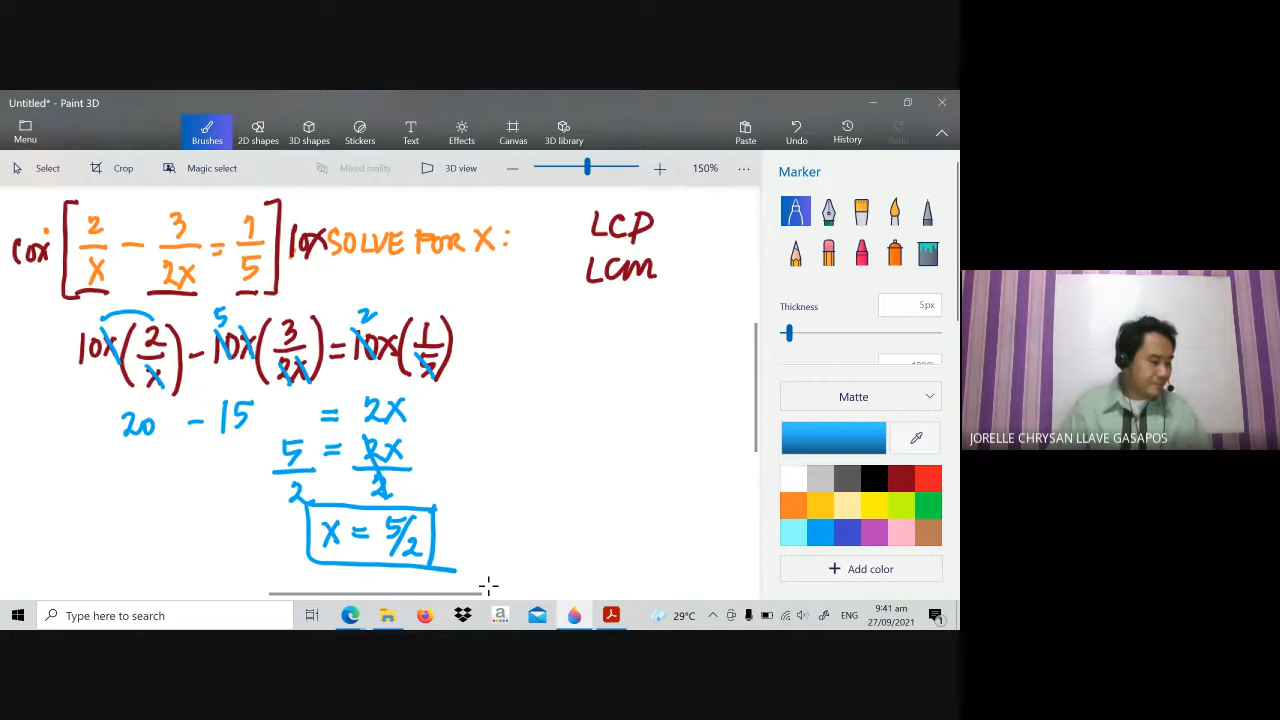 Untitled* - Paint 3D
Menu
Brushes
2D shapes
3D shapes
Stickers
Text
Effects
Canvas
3D library
Paste
Undo
History
Redo
Select
Crop
Magic select
Mixed reality
3D view
150%
Marker
10x [2/x - 3/2x = 1/5] 10x SOLVE FOR X:
LCD
LCM
10x (2/x) - 10x (3/2x) = 10x (1/5)
5 2
20 - 15 = 2x
5/2 = 2x/2
x = 5/2
Thickness
5px
Matte
Add color
JORELLE CHRYSAN LLAVE GASAPOS
Type here to search
29°C
ENG
9:41 am
27/09/2021